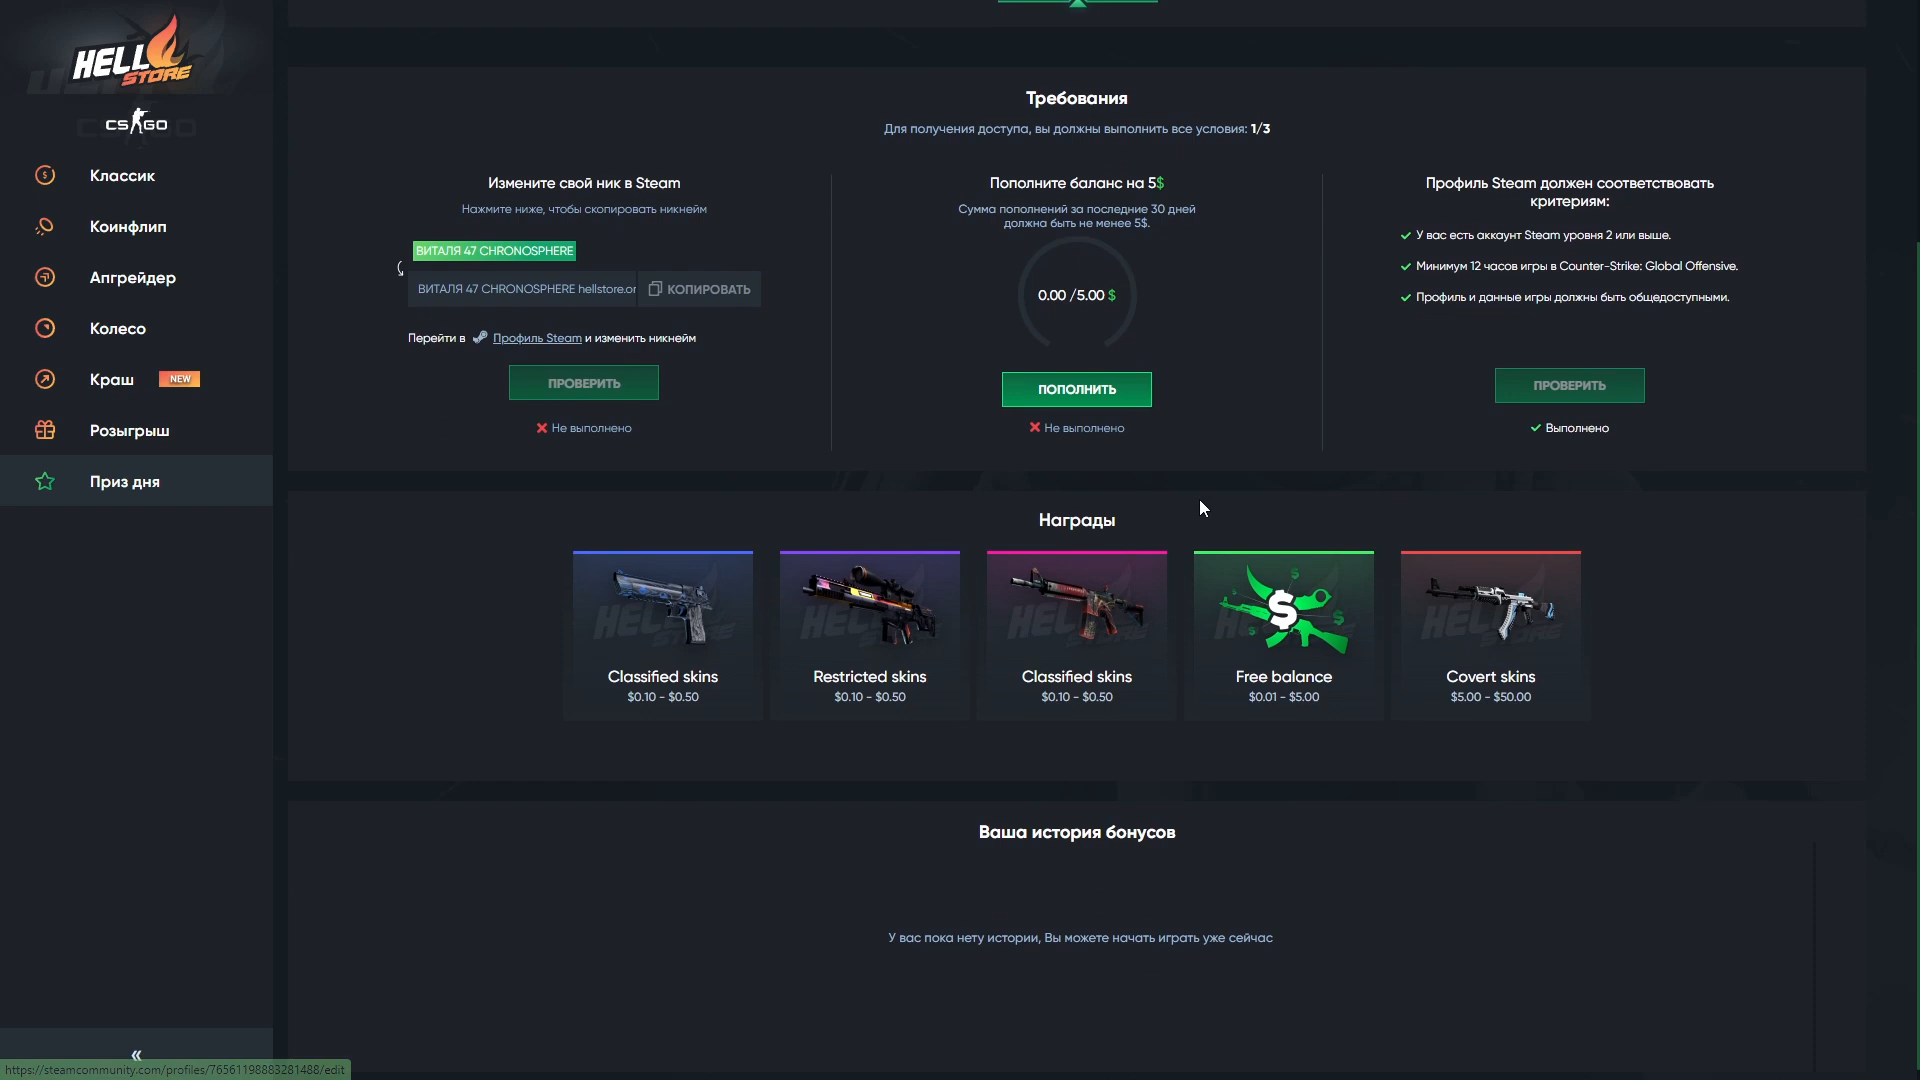 HELL
STORE
CS GO
Классик
Коинфлип
Апгрейдер
Колесо
Краш NEW
Розыгрыш
Приз дня
«
https://steamcommunity.com/profiles/76561198883281488/edit
Требования
Для получения доступа, вы должны выполнить все условия: 1/3
Измените свой ник в Steam
Нажмите ниже, чтобы скопировать никнейм
ВИТАЛЯ 47 CHRONOSPHERE
ВИТАЛЯ 47 CHRONOSPHERE hellstore.or
КОПИРОВАТЬ
Перейти в Профиль Steam и изменить никнейм
ПРОВЕРИТЬ
Не выполнено
Пополните баланс на 5$
Сумма пополнений за последние 30 дней
должна быть не менее 5$.
0.00 /5.00 $
ПОПОЛНИТЬ
Не выполнено
Профиль Steam должен соответствовать
критериям:
У вас есть аккаунт Steam уровня 2 или выше.
Минимум 12 часов игры в Counter-Strike: Global Offensive.
Профиль и данные игры должны быть общедоступными.
ПРОВЕРИТЬ
Выполнено
Награды
Classified skins
$0.10 - $0.50
Restricted skins
$0.10 - $0.50
Classified skins
$0.10 - $0.50
Free balance
$0.01 - $5.00
Covert skins
$5.00 - $50.00
Ваша история бонусов
У вас пока нету истории, Вы можете начать играть уже сейчас